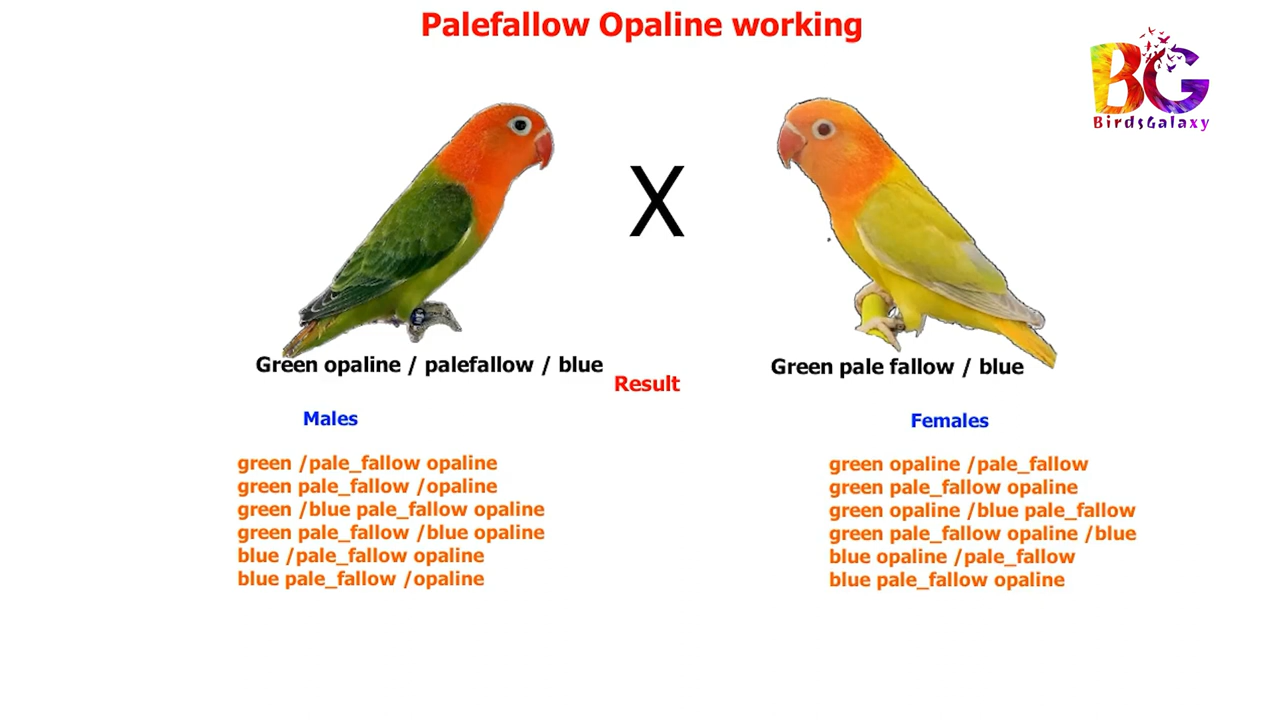 Palefallow Opaline working
BG
BirdsGalaxy
X
Green opaline / palefallow / blue
Green pale fallow / blue
Result
Males
Females
green /pale_fallow opaline
green pale_fallow /opaline
green /blue pale_fallow opaline
green pale_fallow /blue opaline
blue /pale_fallow opaline
blue pale_fallow /opaline
green opaline /pale_fallow
green pale_fallow opaline
green opaline /blue pale_fallow
green pale_fallow opaline /blue
blue opaline /pale_fallow
blue pale_fallow opaline